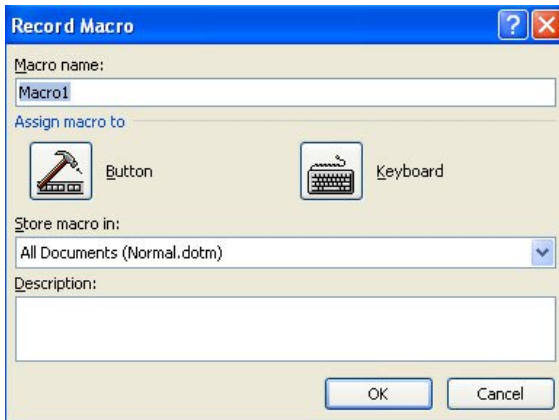 Record Macro
Macro name:
Macro1
Assign macro to
Button
Keyboard
Store macro in:
All Documents (Normal.dotm)
Description:
OK
Cancel